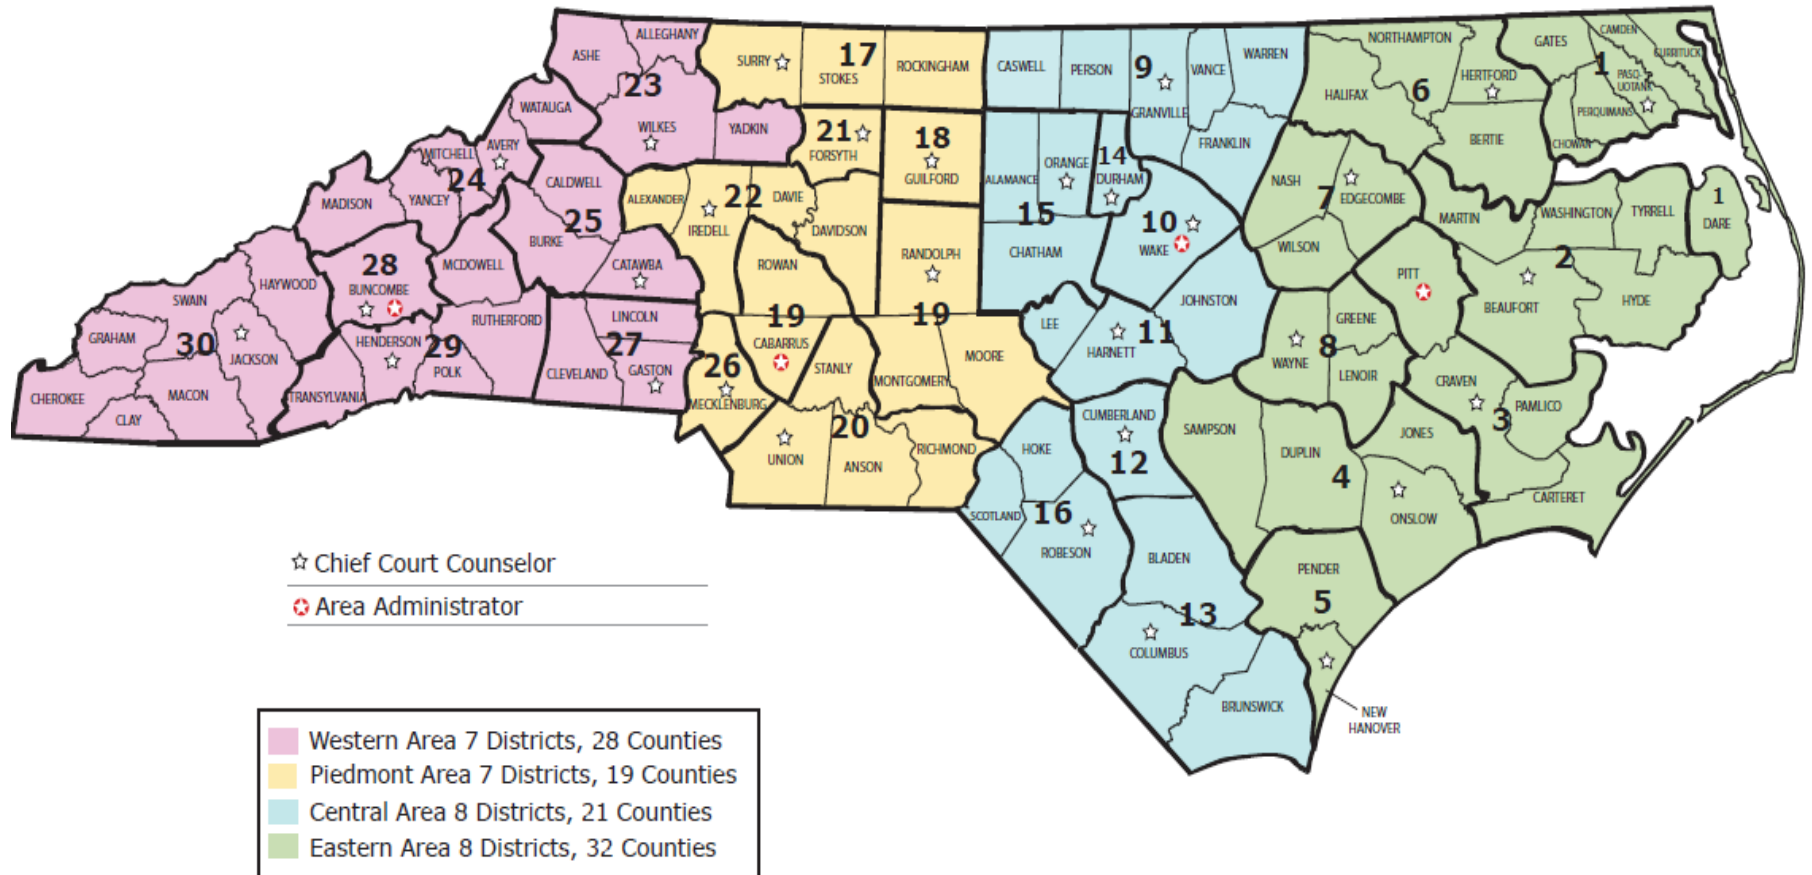 ALLEGHANY
ASHE
23
WATAUGA
WILKES
YADKIN
SURRY
17
STOKES
ROCKINGHAM
21
FORSYTH
18
GUILFORD
CASWELL
PERSON
9
GRANVILLE
VANCE
WARREN
FRANKLIN
NORTHAMPTON
HALIFAX
6
HERTFORD
BERTIE
GATES
1
CAMDEN
CURRITUCK
PASQ-
UOTANK
PERQUIMANS
CHOWAN
MITCHELL
AVERY
24
YANCEY
MADISON
CALDWELL
25
BURKE
CATAWBA
MCDOWELL
ALEXANDER
22
IREDELL
DAVIE
DAVIDSON
ROWAN
RANDOLPH
19
ALAMANCE
ORANGE
14
DURHAM
15
CHATHAM
10
WAKE
JOHNSTON
NASH
7
EDGECOMBE
WILSON
MARTIN
WASHINGTON
TYRRELL
1
DARE
2
BEAUFORT
HYDE
PITT
28
BUNCOMBE
HAYWOOD
SWAIN
GRAHAM
30
JACKSON
CHEROKEE
MACON
CLAY
HENDERSON
29
POLK
RUTHERFORD
TRANSYLVANIA
LINCOLN
27
CLEVELAND
GASTON
26
MECKLENBURG
19
CABARRUS
STANLY
MONTGOMERY
MOORE
20
UNION
ANSON
RICHMOND
LEE
HARNETT
11
GREENE
8
WAYNE
LENOIR
CRAVEN
3
PAMLICO
JONES
CARTERET
CUMBERLAND
12
HOKE
SCOTLAND
16
ROBESON
SAMPSON
DUPLIN
4
ONSLOW
BLADEN
13
COLUMBUS
BRUNSWICK
PENDER
5
NEW
HANOVER
Chief Court Counselor
Area Administrator
Western Area 7 Districts, 28 Counties
Piedmont Area 7 Districts, 19 Counties
Central Area 8 Districts, 21 Counties
Eastern Area 8 Districts, 32 Counties